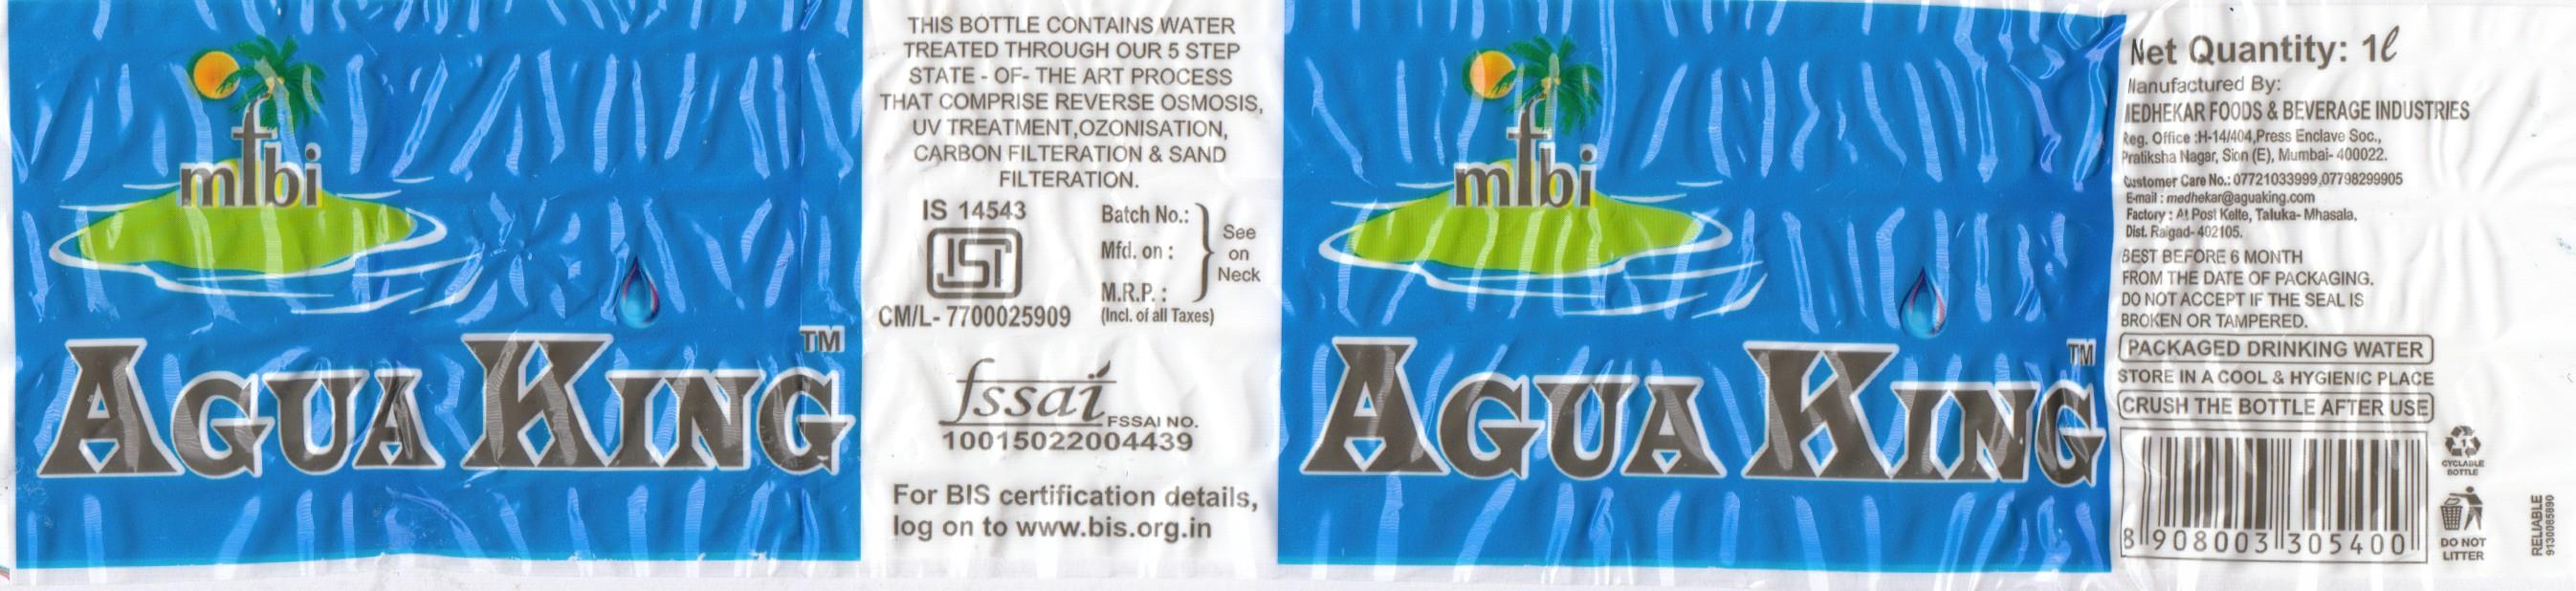 mfbi
AGUA KING TM
THIS BOTTLE CONTAINS WATER
TREATED THROUGH OUR 5 STEP
STATE - OF- THE ART PROCESS
THAT COMPRISE REVERSE OSMOSIS,
UV TREATMENT,OZONISATION,
CARBON FILTERATION & SAND
FILTERATION.
IS 14543
ISI
CM/L- 7700025909
Batch No.:
Mfd. on :
M.R.P. :
(Incl. of all Taxes)
See
on
Neck
fssai
FSSAI NO.
10015022004439
For BIS certification details,
log on to www.bis.org.in
mfbi
AGUA KING TM
Net Quantity: 1ℓ
Manufactured By:
MEDHEKAR FOODS & BEVERAGE INDUSTRIES
Reg. Office :H-14/404,Press Enclave Soc.,
Pratiksha Nagar, Sion (E), Mumbai- 400022.
Customer Care No.: 07721033999,07798299905
E-mail : medhekar@aguaking.com
Factory : At Post Kelte, Taluka- Mhasala,
Dist. Raigad- 402105.
BEST BEFORE 6 MONTH
FROM THE DATE OF PACKAGING.
DO NOT ACCEPT IF THE SEAL IS
BROKEN OR TAMPERED.
PACKAGED DRINKING WATER
STORE IN A COOL & HYGIENIC PLACE
CRUSH THE BOTTLE AFTER USE
8 908003 305400
1
CYCLABLE
BOTTLE
DO NOT
LITTER
RELIABLE
9130085890